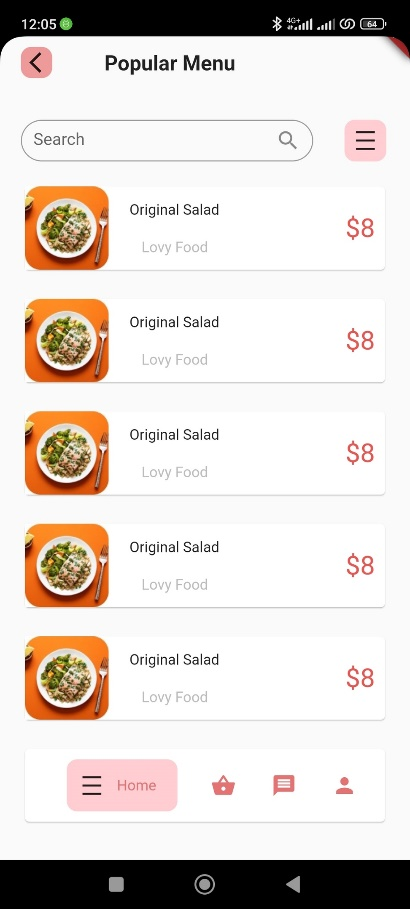 12:05
4G+
64
Popular Menu
Search
Original Salad
Lovy Food
$8
Original Salad
Lovy Food
$8
Original Salad
Lovy Food
$8
Original Salad
Lovy Food
$8
Original Salad
Lovy Food
$8
Home